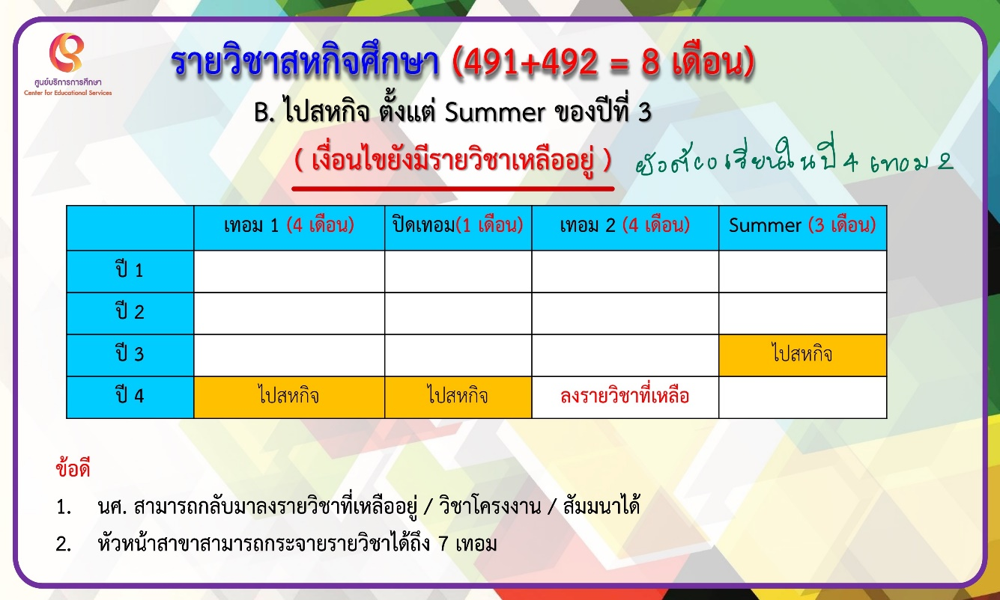 ศูนย์บริการการศึกษา
Center for Educational Services
รายวิชาสหกิจศึกษา (491+492 = 8 เดือน)
B. ไปสหกิจ ตั้งแต่ Summer ของปีที่ 3
( เงื่อนไขยังมีรายวิชาเหลืออยู่ ) ยังต้องเรียนในปี 4 เทอม 2
เทอม 1 (4 เดือน) ปิดเทอม(1 เดือน) เทอม 2 (4 เดือน) Summer (3 เดือน)
ปี 1
ปี 2
ปี 3 ไปสหกิจ
ปี 4 ไปสหกิจ ไปสหกิจ ลงรายวิชาที่เหลือ
ข้อดี
1. นศ. สามารถกลับมาลงรายวิชาที่เหลืออยู่ / วิชาโครงงาน / สัมมนาได้
2. หัวหน้าสาขาสามารถกระจายรายวิชาได้ถึง 7 เทอม